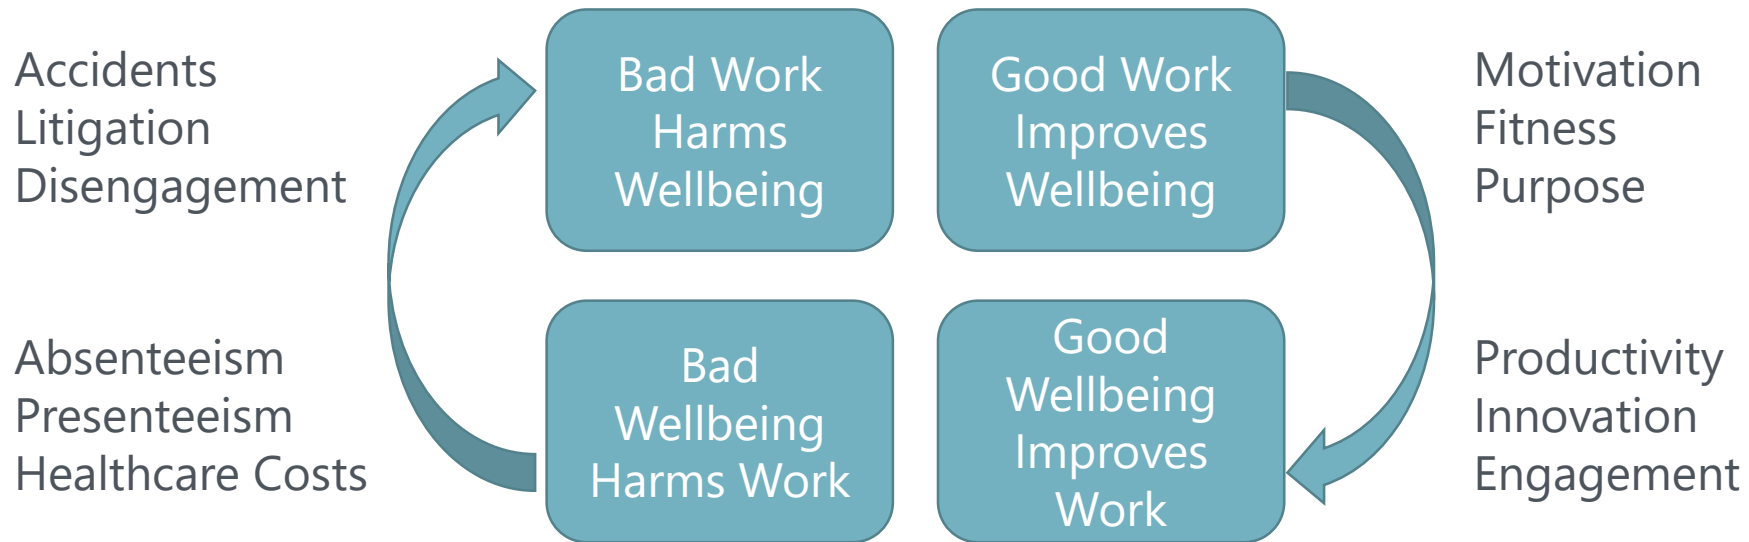 Accidents
Litigation
Disengagement
Bad Work
Harms
Wellbeing
Good Work
Improves
Wellbeing
Motivation
Fitness
Purpose
Absenteeism
Presenteeism
Healthcare Costs
Bad
Wellbeing
Harms Work
Good
Wellbeing
Improves
Work
Productivity
Innovation
Engagement